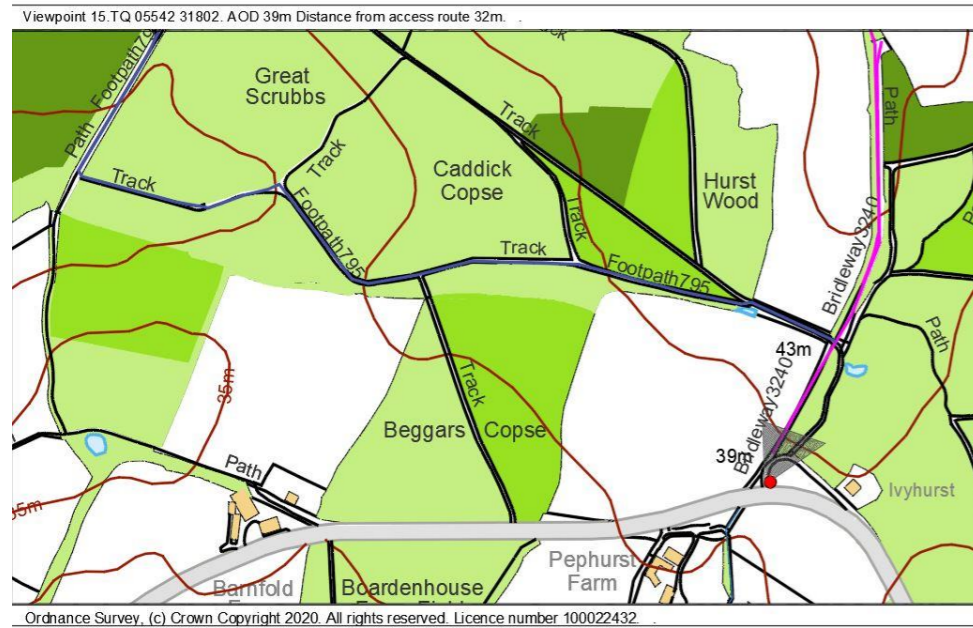 Viewpoint 15.TQ 05542 31802. AOD 39m Distance from access route 32m. .
Path Footpath795
Great
Scrubbs
Track
Track
Footpath795
Caddick
Copse
Track
Track
Track
Footpath795
Hurst
Wood
Path
Bridleway3240
43m
Path
Bridleway3240
39m
35m
Track
Beggars Copse
Path
Ivyhurst
Barnfold
Boardenhouse
Pephurst
Farm
Ordnance Survey, (c) Crown Copyright 2020. All rights reserved. Licence number 100022432. .